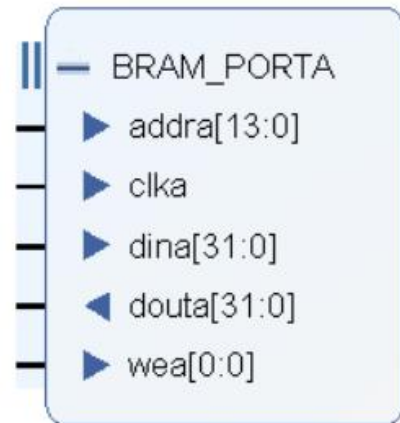 BRAM_PORTA
addra[13:0]
clka
dina[31:0]
douta[31:0]
wea[0:0]